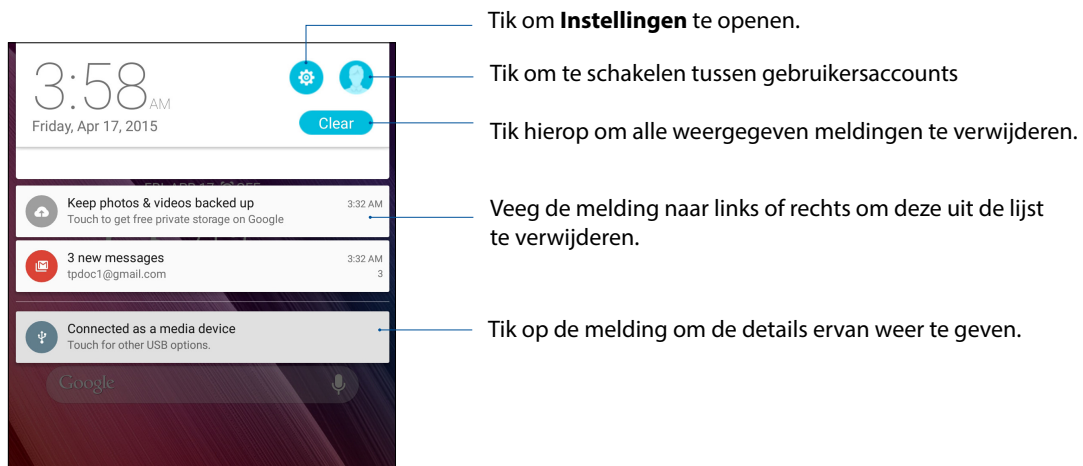 Tik om Instellingen te openen.
3:58 AM
Friday, Apr 17, 2015
Tik om te schakelen tussen gebruikersaccounts
Clear
Tik hierop om alle weergegeven meldingen te verwijderen.
Keep photos & videos backed up
3:32 AM
Touch to get free private storage on Google
Veeg de melding naar links of rechts om deze uit de lijst
te verwijderen.
3 new messages
3:32 AM
tpdoc1@gmail.com
3
Connected as a media device
Touch for other USB options.
Tik op de melding om de details ervan weer te geven.
Google